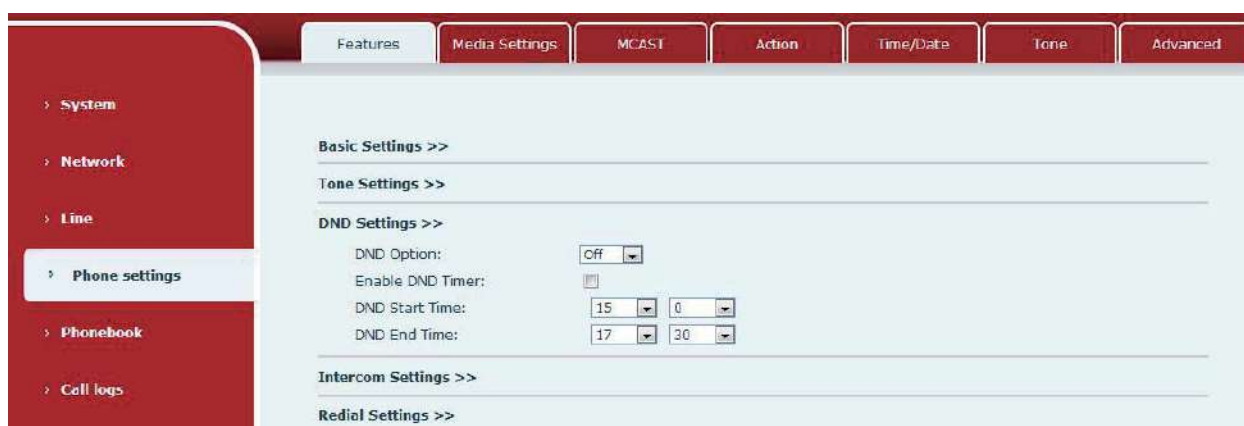 Features Media Settings MCAST Action Time/Date Tone Advanced
› System
› Network
› Line
› Phone settings
› Phonebook
› Call logs
Basic Settings >>
Tone Settings >>
DND Settings >>
DND Option: Off
Enable DND Timer:
DND Start Time: 15 0
DND End Time: 17 30
Intercom Settings >>
Redial Settings >>